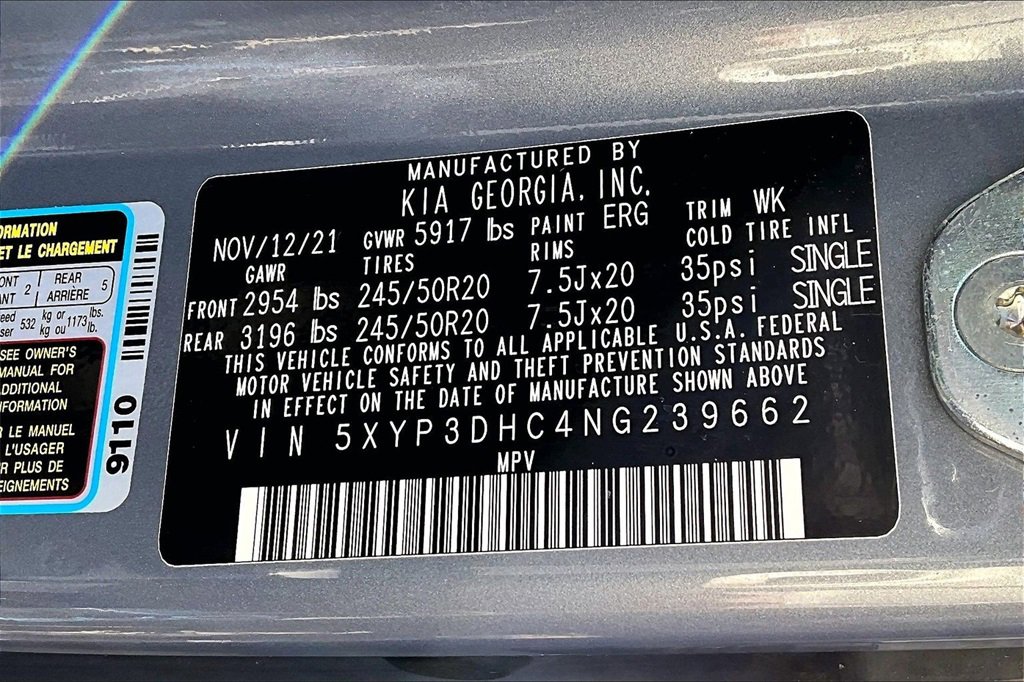 MANUFACTURED BY
KIA GEORGIA, INC.
NOV/12/21 GVWR 5917 lbs PAINT ERG TRIM WK
GAWR TIRES RIMS COLD TIRE INFL
FRONT 2954 lbs 245/50R20 7.5Jx20 35psi SINGLE
REAR 3196 lbs 245/50R20 7.5Jx20 35psi SINGLE
THIS VEHICLE CONFORMS TO ALL APPLICABLE U.S.A. FEDERAL
MOTOR VEHICLE SAFETY AND THEFT PREVENTION STANDARDS
IN EFFECT ON THE DATE OF MANUFACTURE SHOWN ABOVE
VIN 5XYP3DHC4NG239662
MPV
ET LE CHARGEMENT
2 REAR
ARRIÈRE 5
532 kg or 1173 lbs.
kg ou lb.
SEE OWNER'S
MANUAL FOR
ADDITIONAL
INFORMATION
LE MANUEL
L'USAGER
PLUS DE
9110